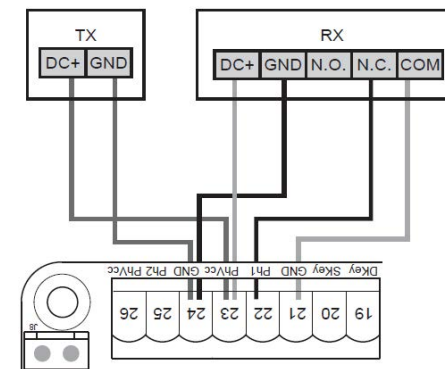 TX
RX
DC+ GND
DC+ GND N.O. N.C. COM
PhVcc Ph2 GND PhVcc Ph1 GND SKey DKey
26 25 24 23 22 21 20 19
J8